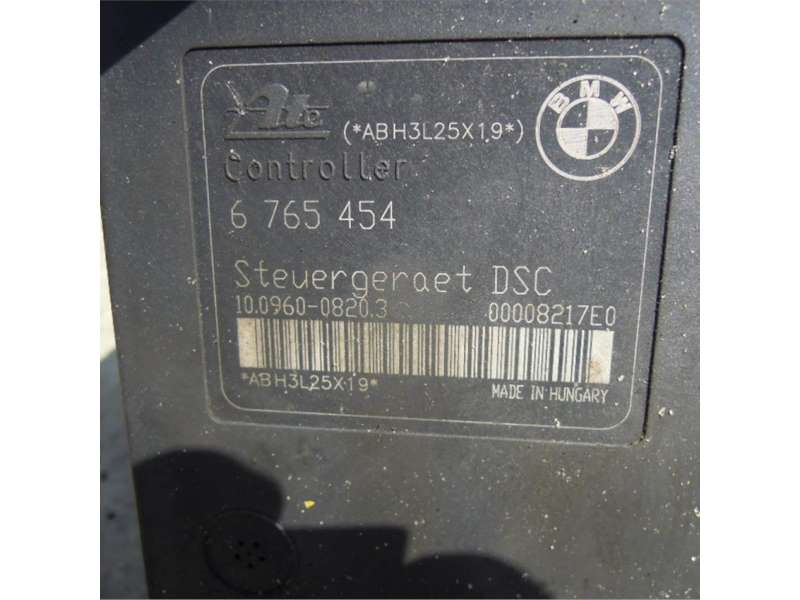 Ate (*ABH3L25X19*) BMW
Controller
6 765 454
Steuergeraet DSC
10.0960-0820.3 00008217E0
*ABH3L25X19* MADE IN HUNGARY